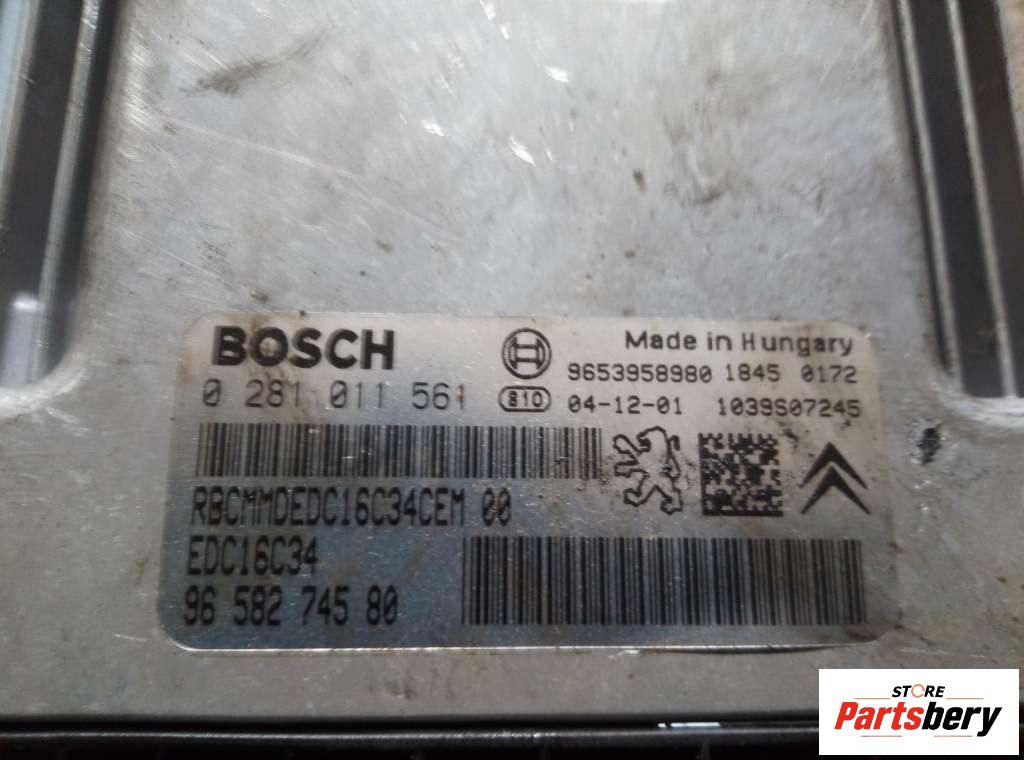 BOSCH
Made in Hungary
9653958980 1845 0172
0 281 011 561
810 04-12-01 1039S07245
RBCMMDEDC16C34CEM 00
EDC16C34
96 582 745 80
STORE
Partsbery